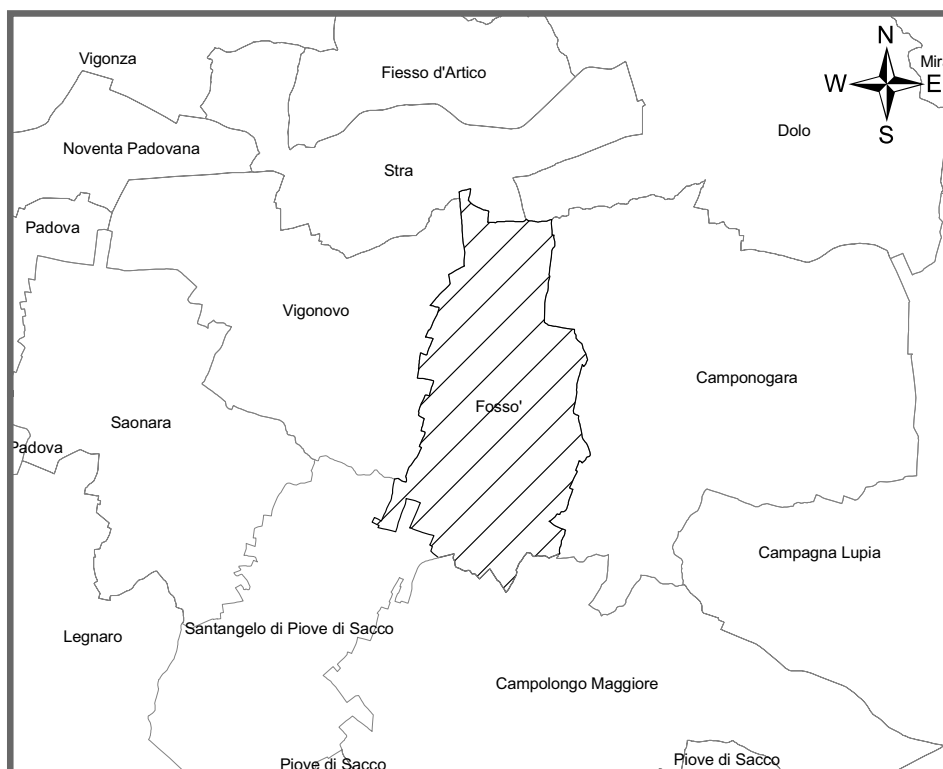 N
Vigonza
Fiesso d'Artico
Mir
W
E
S
Dolo
Noventa Padovana
Stra
Padova
Vigonovo
Camponogara
Fosso'
Saonara
Padova
Campagna Lupia
Santangelo di Piove di Sacco
Legnaro
Campolongo Maggiore
Piove di Sacco
Piove di Sacco